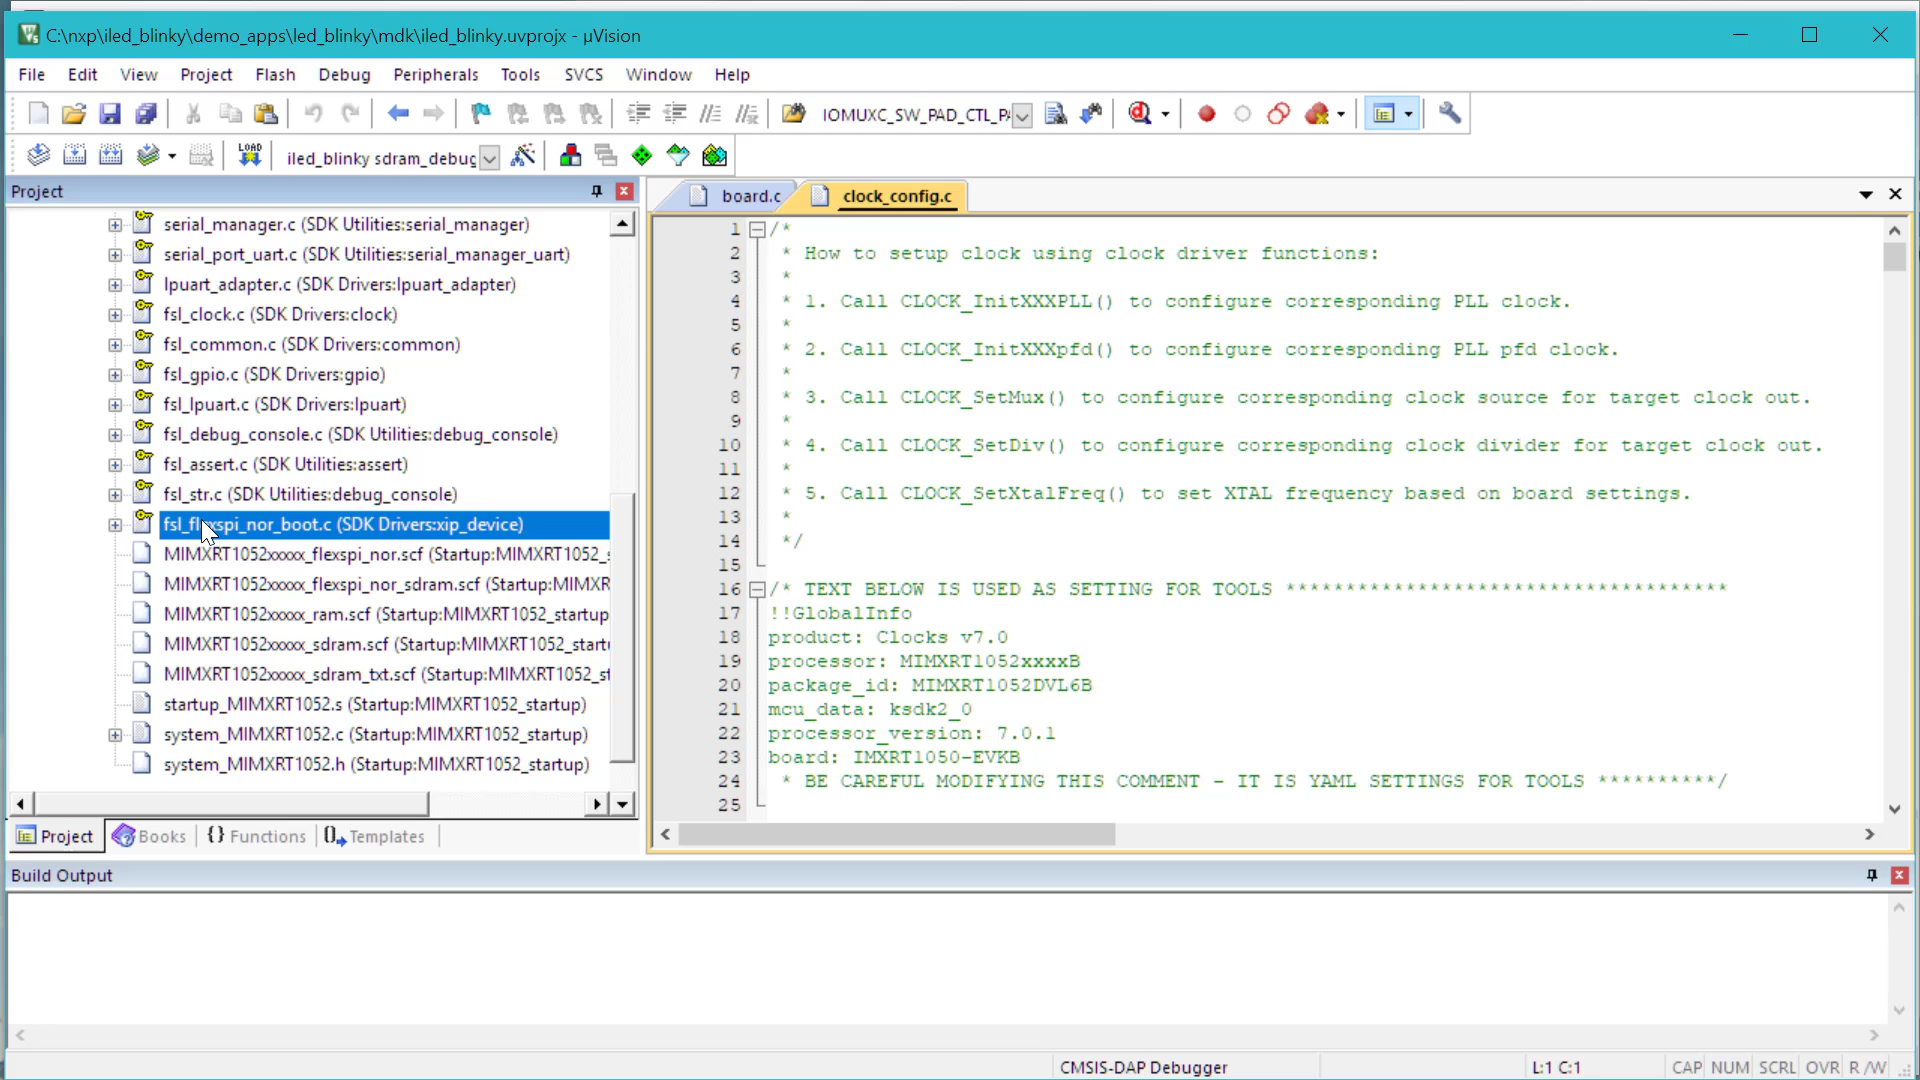 C:\nxp\iled_blinky\demo_apps\led_blinky\mdk\iled_blinky.uvprojx - µVision
File Edit View Project Flash Debug Peripherals Tools SVCS Window Help
IOMUXC_SW_PAD_CTL_P
LOAD
iled_blinky sdram_debug
Project
serial_manager.c (SDK Utilities:serial_manager)
serial_port_uart.c (SDK Utilities:serial_manager_uart)
lpuart_adapter.c (SDK Drivers:lpuart_adapter)
fsl_clock.c (SDK Drivers:clock)
fsl_common.c (SDK Drivers:common)
fsl_gpio.c (SDK Drivers:gpio)
fsl_lpuart.c (SDK Drivers:lpuart)
fsl_debug_console.c (SDK Utilities:debug_console)
fsl_assert.c (SDK Utilities:assert)
fsl_str.c (SDK Utilities:debug_console)
fsl_flexspi_nor_boot.c (SDK Drivers:xip_device)
MIMXRT1052xxxxx_flexspi_nor.scf (Startup:MIMXRT1052_s
MIMXRT1052xxxxx_flexspi_nor_sdram.scf (Startup:MIMXR
MIMXRT1052xxxxx_ram.scf (Startup:MIMXRT1052_startup
MIMXRT1052xxxxx_sdram.scf (Startup:MIMXRT1052_start
MIMXRT1052xxxxx_sdram_txt.scf (Startup:MIMXRT1052_st
startup_MIMXRT1052.s (Startup:MIMXRT1052_startup)
system_MIMXRT1052.c (Startup:MIMXRT1052_startup)
system_MIMXRT1052.h (Startup:MIMXRT1052_startup)
Project Books {} Functions Templates
board.c clock_config.c
1 /*
2 * How to setup clock using clock driver functions:
3 *
4 * 1. Call CLOCK_InitXXXPLL() to configure corresponding PLL clock.
5 *
6 * 2. Call CLOCK_InitXXXpfd() to configure corresponding PLL pfd clock.
7 *
8 * 3. Call CLOCK_SetMux() to configure corresponding clock source for target clock out.
9 *
10 * 4. Call CLOCK_SetDiv() to configure corresponding clock divider for target clock out.
11 *
12 * 5. Call CLOCK_SetXtalFreq() to set XTAL frequency based on board settings.
13 *
14 */
15
16 /* TEXT BELOW IS USED AS SETTING FOR TOOLS *************************************
17 !!GlobalInfo
18 product: Clocks v7.0
19 processor: MIMXRT1052xxxxB
20 package_id: MIMXRT1052DVL6B
21 mcu_data: ksdk2_0
22 processor_version: 7.0.1
23 board: IMXRT1050-EVKB
24 * BE CAREFUL MODIFYING THIS COMMENT - IT IS YAML SETTINGS FOR TOOLS **********/
25
Build Output
CMSIS-DAP Debugger L:1 C:1 CAP NUM SCRL OVR R /W